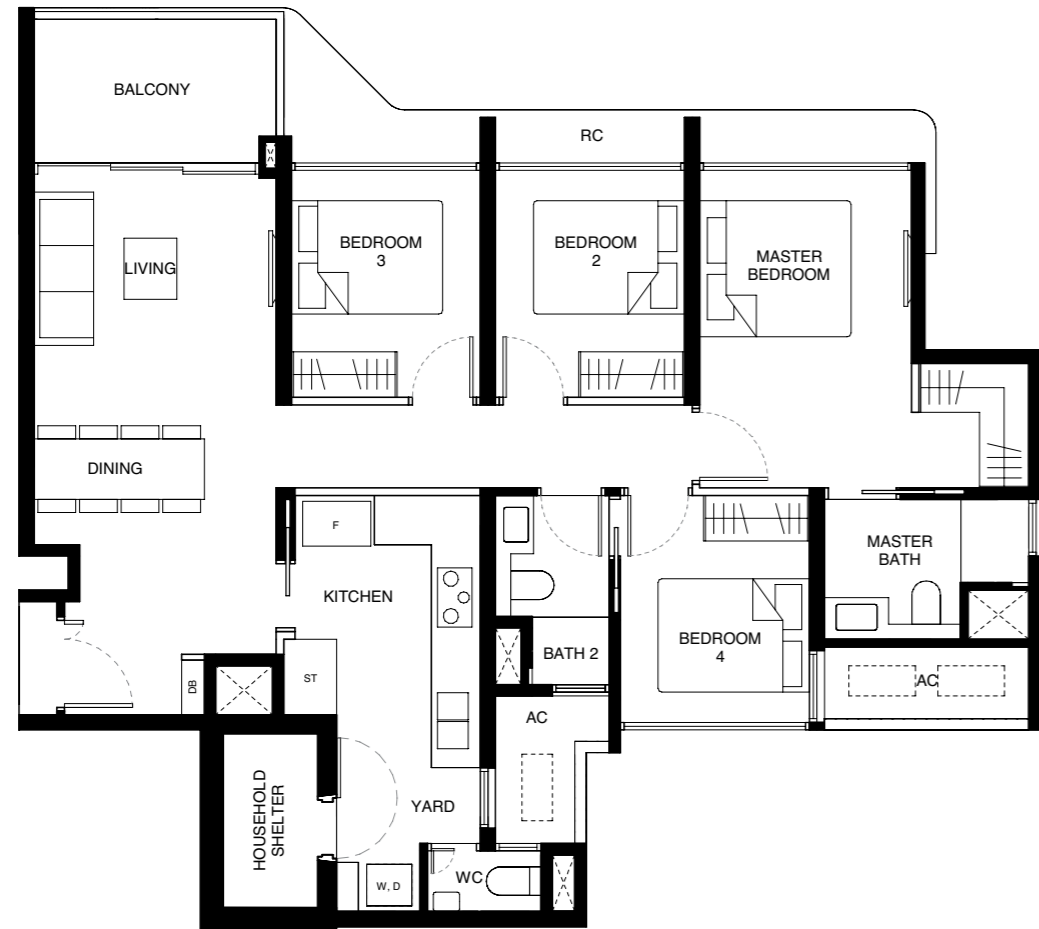 BALCONY
RC
BEDROOM
3
BEDROOM
2
MASTER
BEDROOM
LIVING
DINING
F
KITCHEN
MASTER
BATH
BEDROOM
4
BATH 2
ST
DB
AC
AC
HOUSEHOLD
SHELTER
YARD
W, D
WC